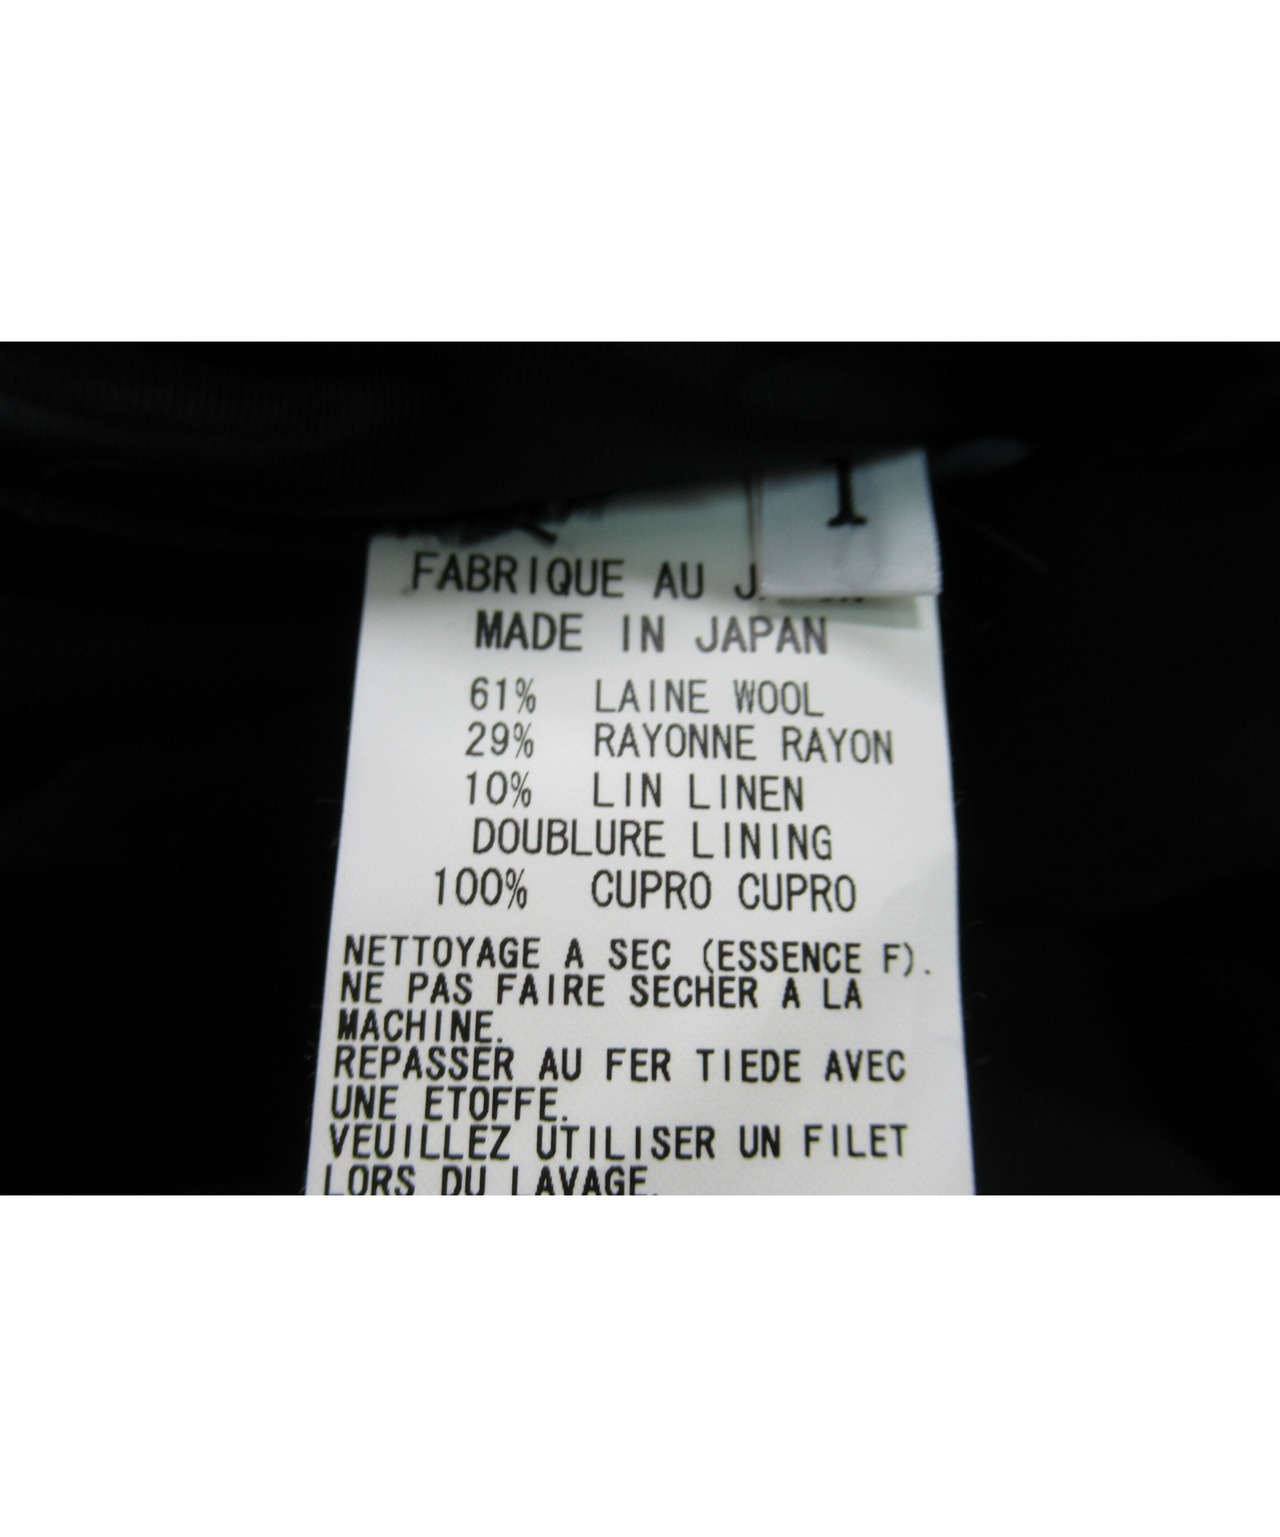 1
FABRIQUE AU
MADE IN JAPAN
61% LAINE WOOL
29% RAYONNE RAYON
10% LIN LINEN
DOUBLURE LINING
100% CUPRO CUPRO
NETTOYAGE A SEC (ESSENCE F).
NE PAS FAIRE SECHER A LA
MACHINE.
REPASSER AU FER TIEDE AVEC
UNE ETOFFE.
VEUILLEZ UTILISER UN FILET
LORS DU LAVAGE.